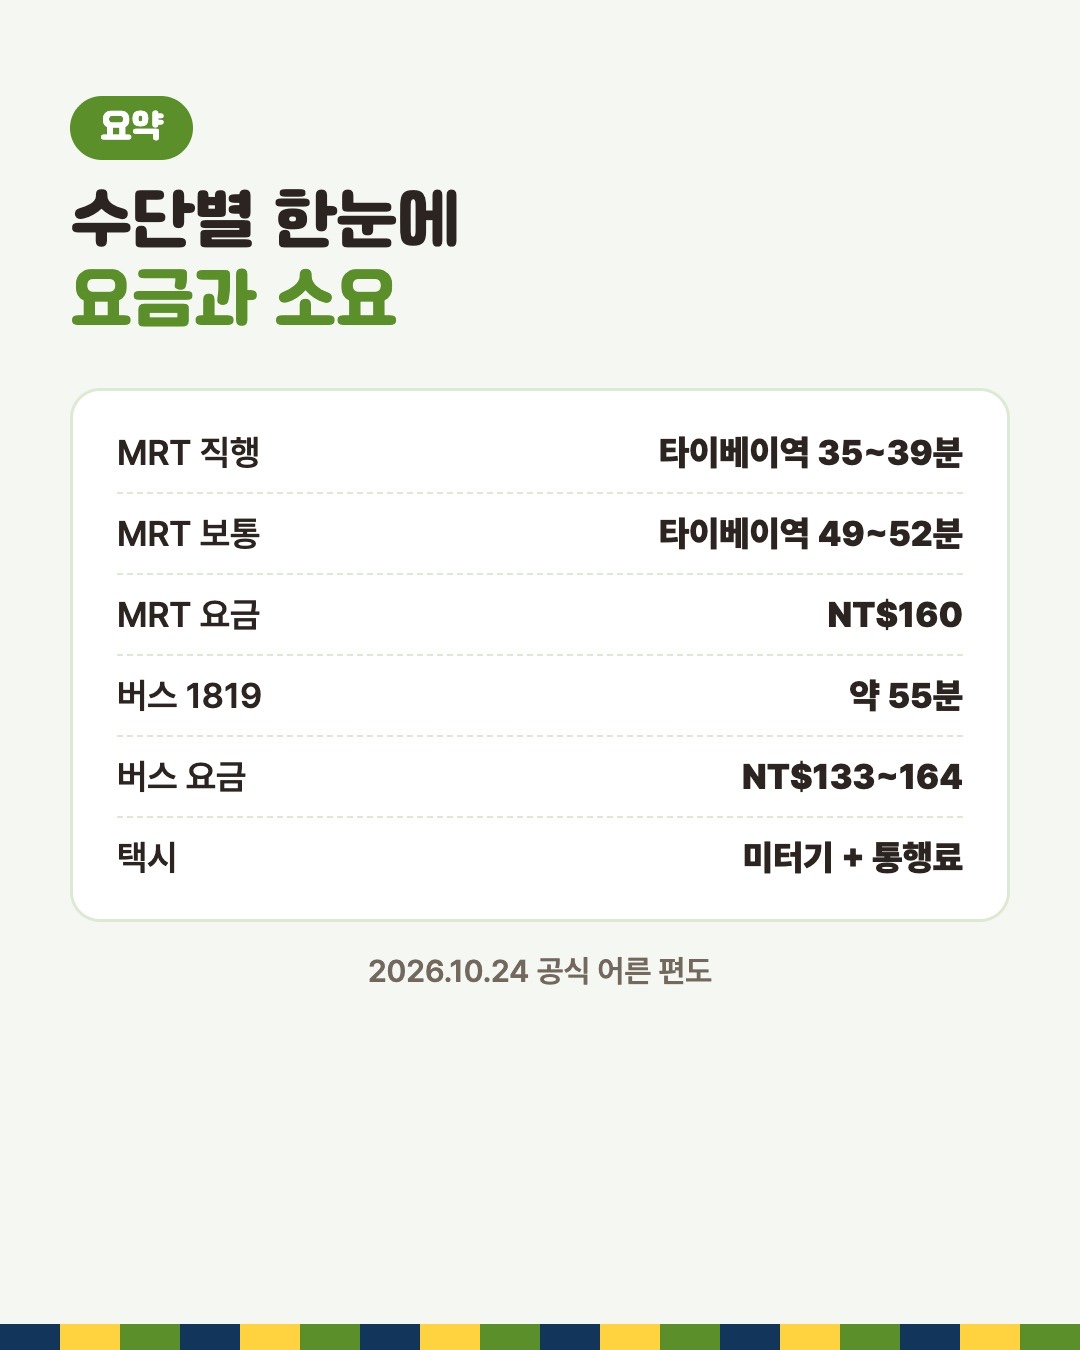 요약
수단별 한눈에
요금과 소요
MRT 직행 타이베이역 35~39분
MRT 보통 타이베이역 49~52분
MRT 요금 NT$160
버스 1819 약 55분
버스 요금 NT$133~164
택시 미터기 + 통행료
2026.10.24 공식 어른 편도